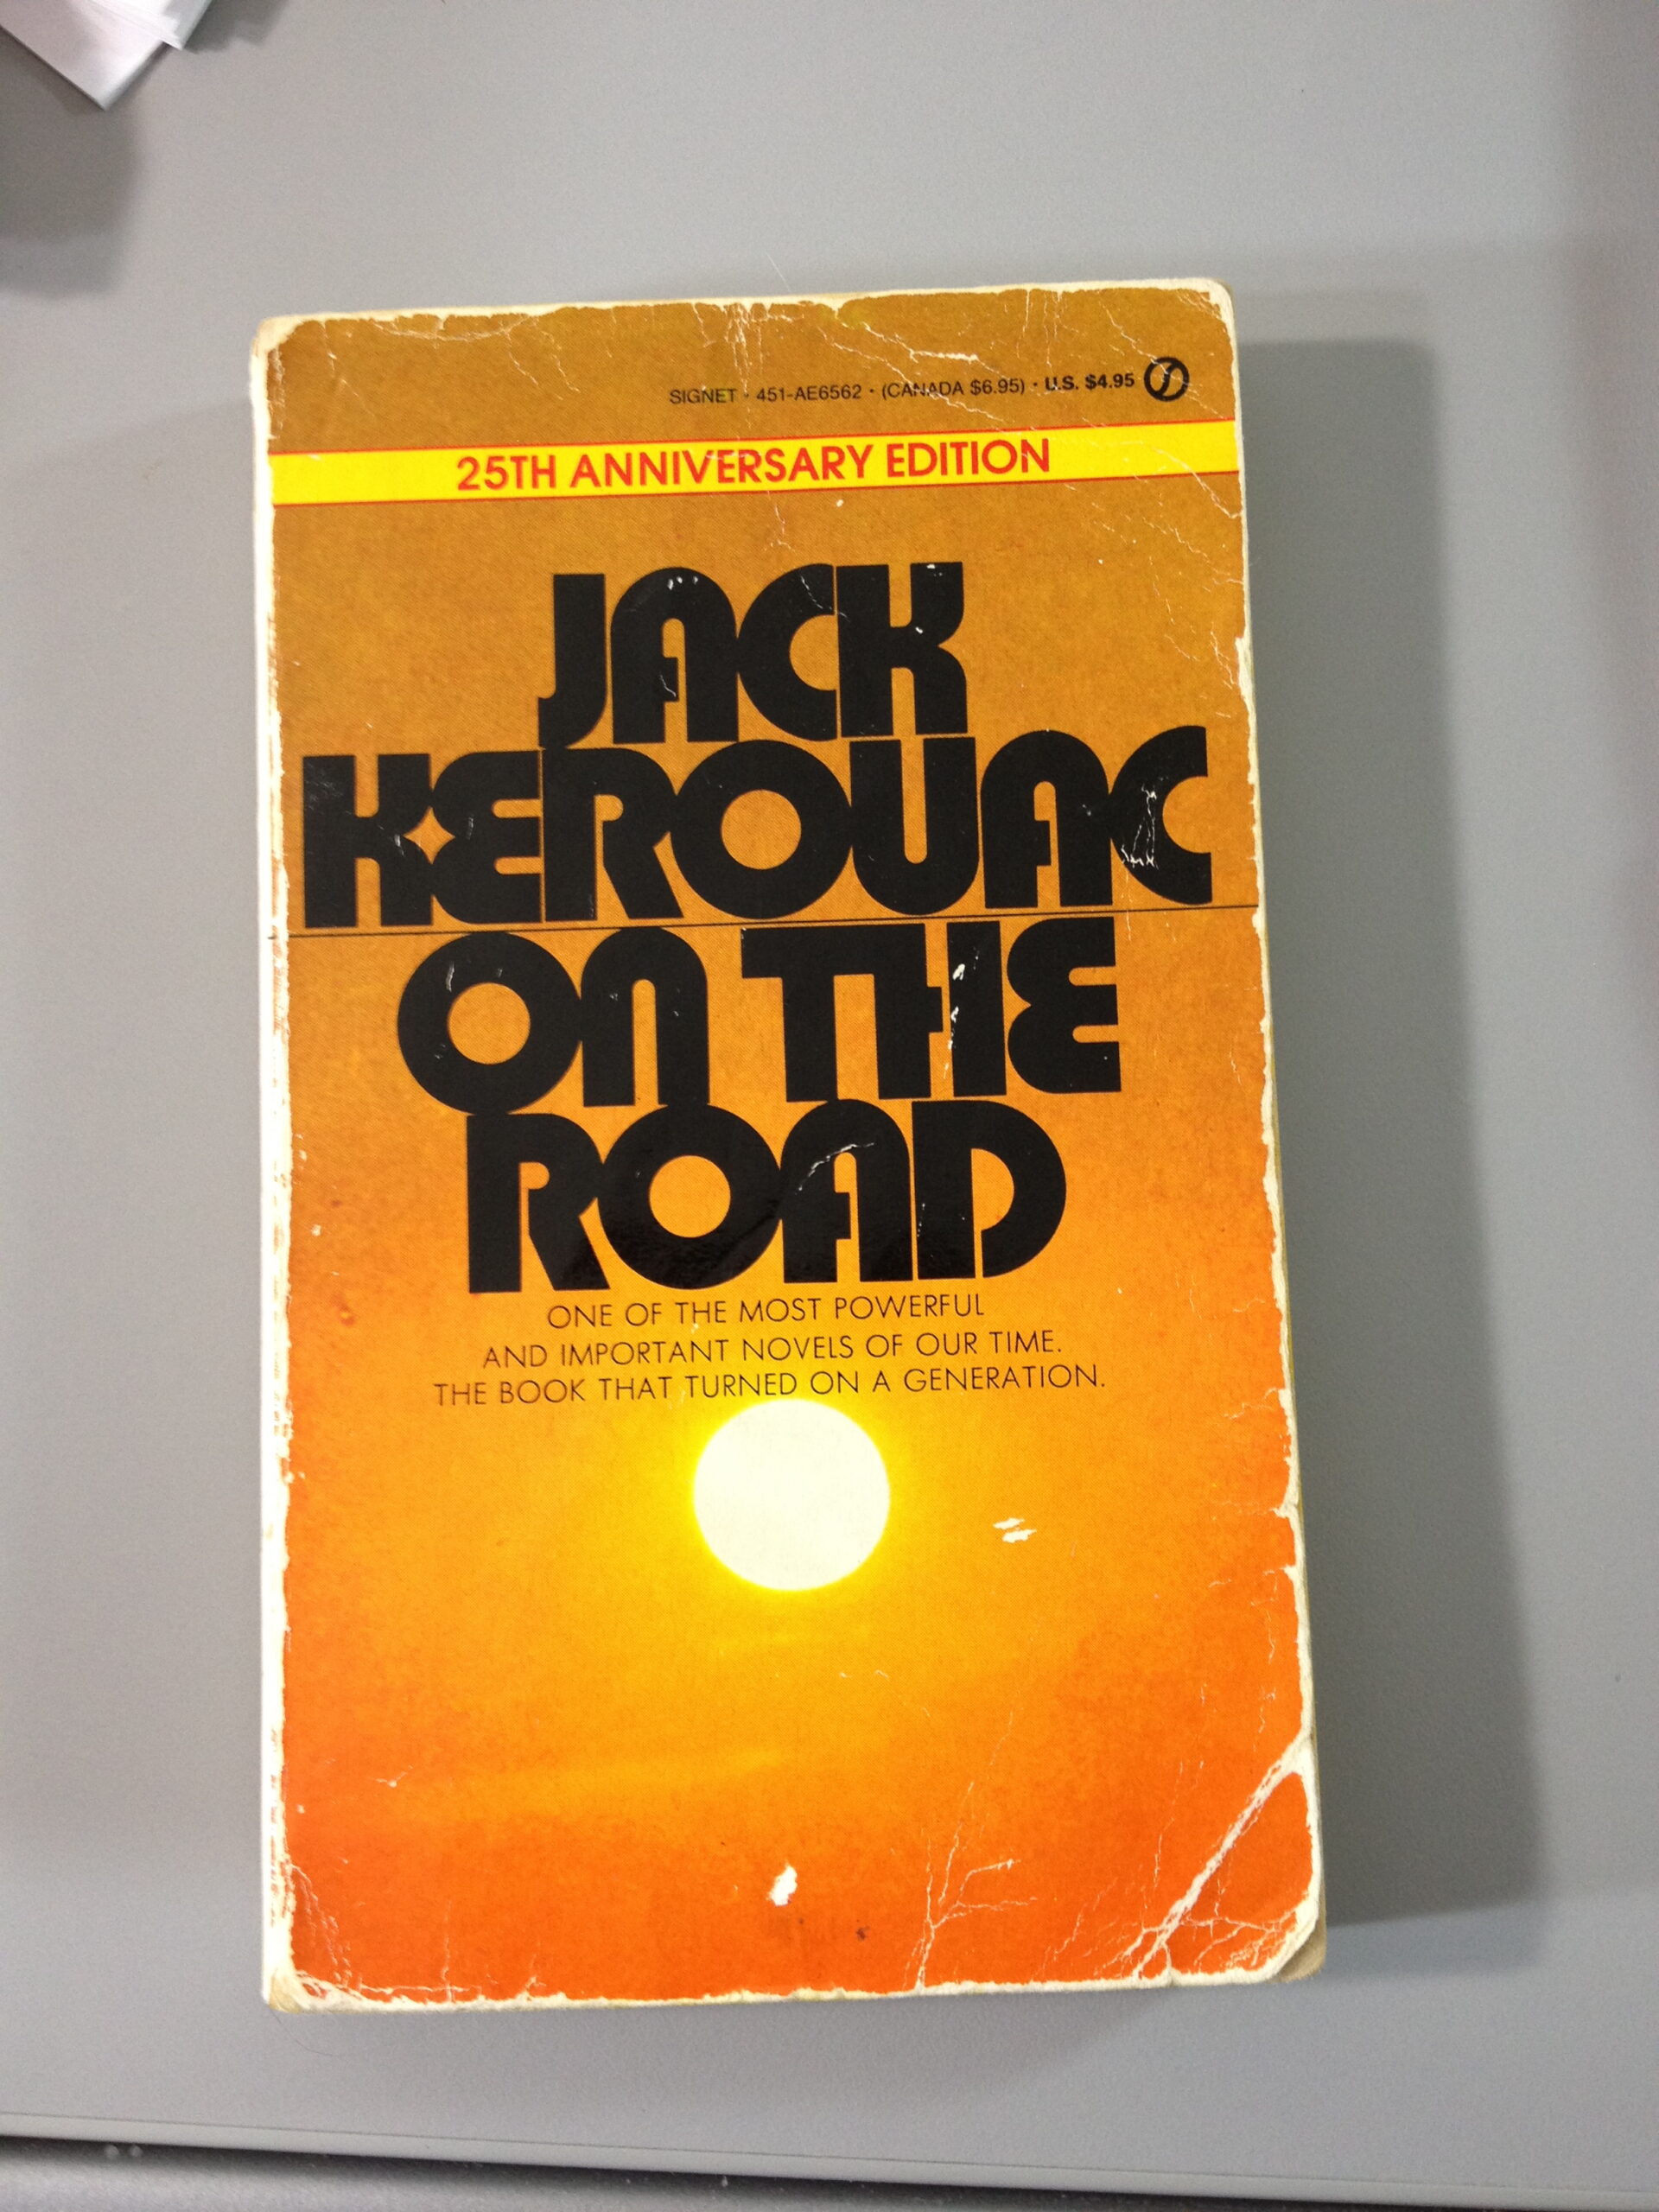 SIGNET · 451-AE6562 · (CANADA $6.95) · U.S. $4.95
25TH ANNIVERSARY EDITION
JACK
KEROUAC
ON THE
ROAD
ONE OF THE MOST POWERFUL
AND IMPORTANT NOVELS OF OUR TIME.
THE BOOK THAT TURNED ON A GENERATION.